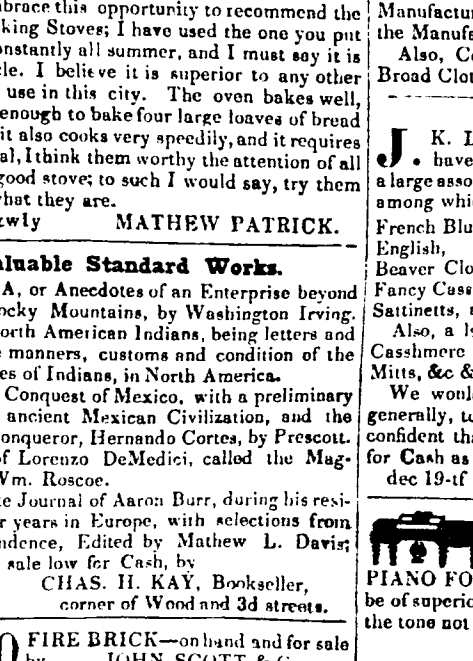 brace this opportunity to recommend the
king Stoves; I have used the one you put
onstantly all summer, and I must say it is
cle. I believe it is superior to any other
use in this city. The oven bakes well,
enough to bake four large loaves of bread
it also cooks very speedily, and it requires
al, I think them worthy the attention of all
good stove; to such I would say, try them
hat they are.
wly MATHEW PATRICK.
aluable Standard Works.
A, or Anecdotes of an Enterprise beyond
ocky Mountains, by Washington Irving.
orth American Indians, being letters and
manners, customs and condition of the
es of Indians, in North America.
Conquest of Mexico, with a preliminary
ancient Mexican Civilization, and the
onqueror, Hernando Cortes, by Prescott.
of Lorenzo DeMedici, called the Mag-
Wm. Roscoe.
te Journal of Aaron Burr, during his resi-
r years in Europe, with selections from
ndence, Edited by Mathew L. Davis;
sale low for Cash, by
CHAS. H. KAY, Bookseller,
corner of Wood and 3d streets.
FIRE BRICK—on hand and for sale
by JOHN SCOTT &
Manufactu
the Manufa
Also, C
Broad Clot
J. K. L
have
a large asso
among whi
French Blu
English,
Beaver Clo
Fancy Cass
Sattinetts, a
Also, a l
Casshmere
Mitts, &c &
We woul
generally, t
confident tha
for Cash as
dec 19-tf
PIANO FO
be of superio
the tone not